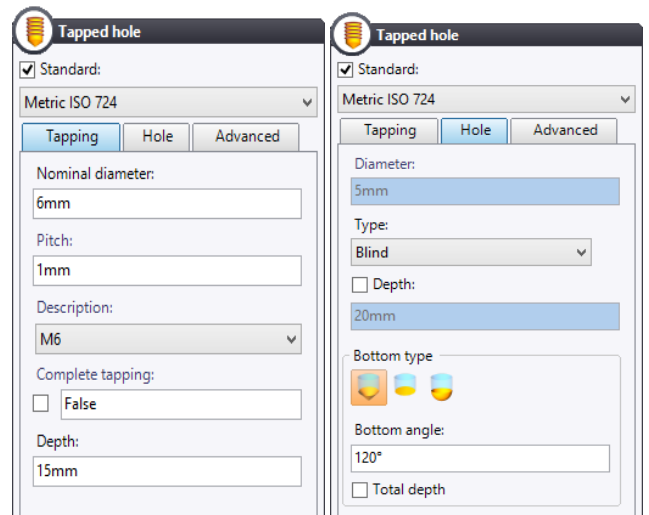 Tapped hole
Standard:
Metric ISO 724
Tapping Hole Advanced
Nominal diameter:
6mm
Pitch:
1mm
Description:
M6
Complete tapping:
False
Depth:
15mm
Tapped hole
Standard:
Metric ISO 724
Tapping Hole Advanced
Diameter:
5mm
Type:
Blind
Depth:
20mm
Bottom type
Bottom angle:
120°
Total depth